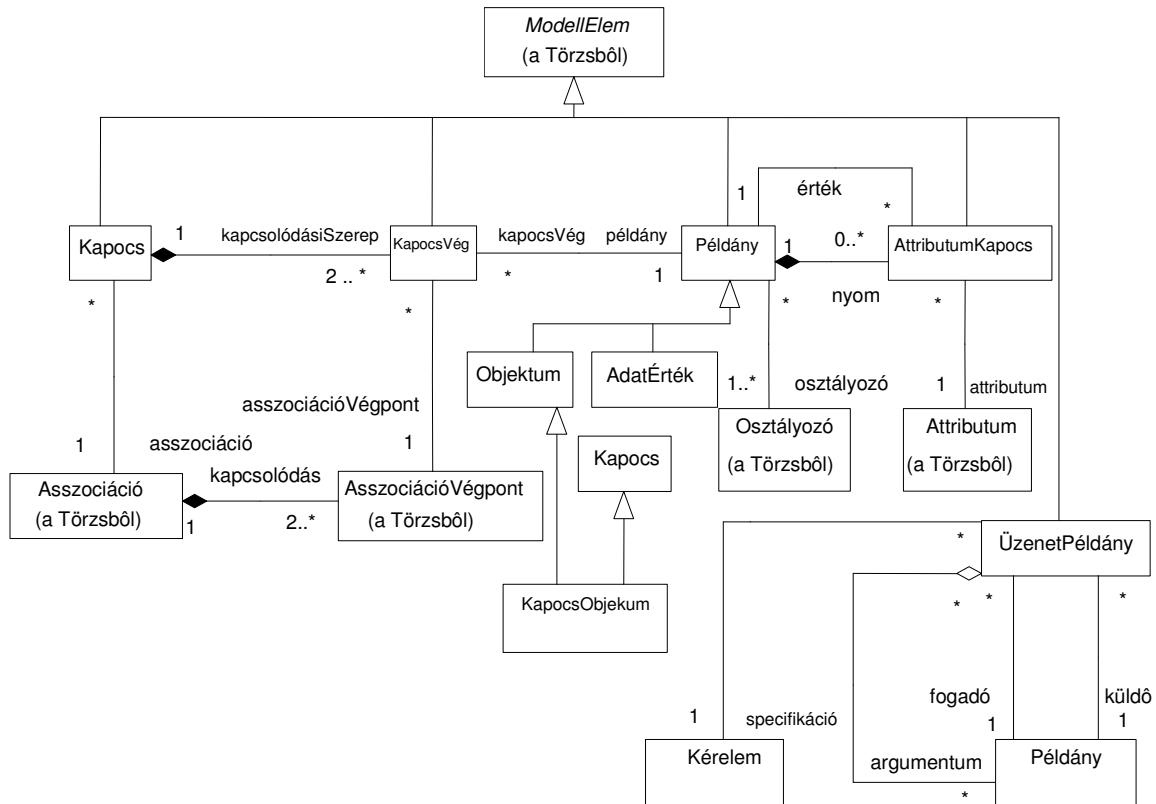 ModellElem
(a Törzsbôl)
1
érték
*
Kapocs
1
kapcsolódásiSzerep
2 .. *
KapocsVég
kapocsVég
példány
*
1
Példány
1
0..*
nyom
AttributumKapocs
*
*
*
*
Objektum
AdatÉrték
1..*
osztályozó
1
attributum
asszociációVégpont
1
asszociáció
1
Osztályozó
(a Törzsbôl)
Attributum
(a Törzsbôl)
Kapocs
Asszociáció
(a Törzsbôl)
kapcsolódás
1
2..*
AsszociációVégpont
(a Törzsbôl)
*
ÜzenetPéldány
KapocsObjekum
*
*
*
1
specifikáció
fogadó
1
küldô
1
Kérelem
argumentum
*
Példány